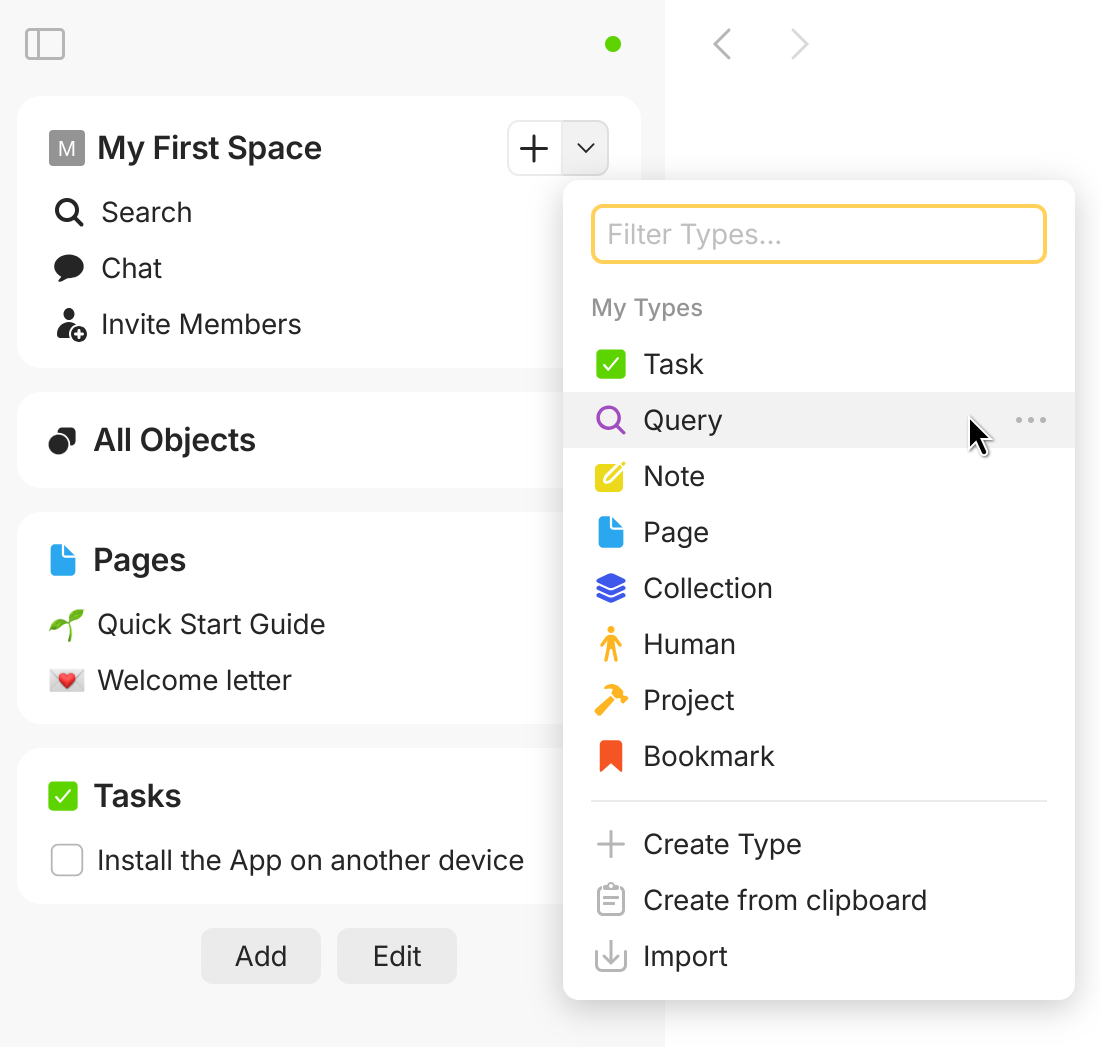 M My First Space
Search
Chat
Invite Members
All Objects
Pages
Quick Start Guide
Welcome letter
Tasks
Install the App on another device
Add
Edit
Filter Types...
My Types
Task
Query
Note
Page
Collection
Human
Project
Bookmark
Create Type
Create from clipboard
Import